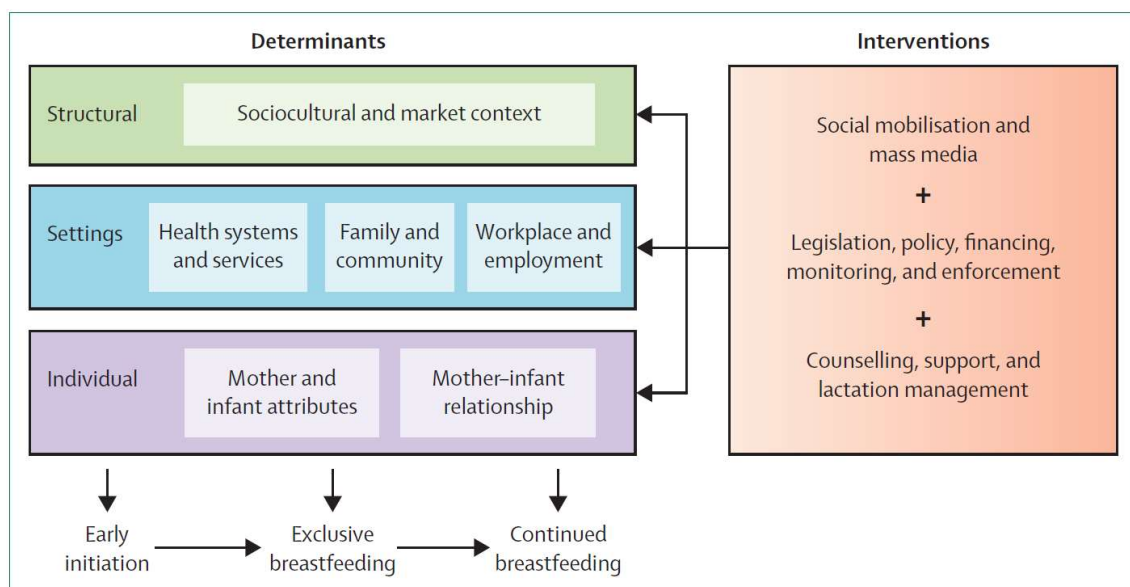 Determinants
Interventions
Structural
Sociocultural and market context
Settings
Health systems
and services
Family and
community
Workplace and
employment
Individual
Mother and
infant attributes
Mother–infant
relationship
Social mobilisation and
mass media
+
Legislation, policy, financing,
monitoring, and enforcement
+
Counselling, support, and
lactation management
Early
initiation
Exclusive
breastfeeding
Continued
breastfeeding